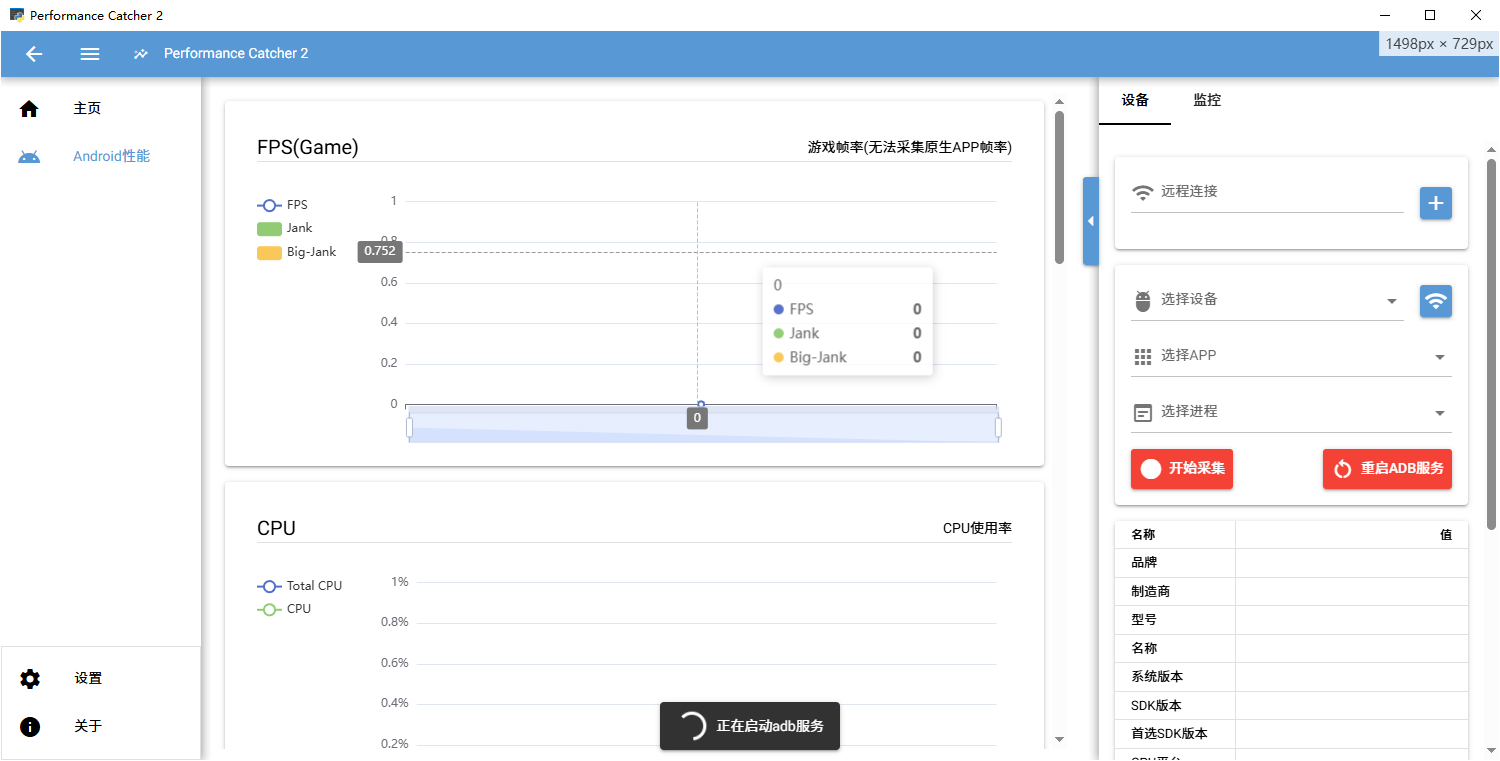 Performance Catcher 2
Performance Catcher 2
1498px × 729px
主页
Android性能
设置
关于
FPS(Game)
游戏帧率(无法采集原生APP帧率)
FPS
Jank
Big-Jank
1
0.8
0.752
0.6
0.4
0.2
0
0
0
FPS 0
Jank 0
Big-Jank 0
CPU
CPU使用率
Total CPU
CPU
1%
0.8%
0.6%
0.4%
0.2%
正在启动adb服务
设备
监控
远程连接
选择设备
选择APP
选择进程
开始采集
重启ADB服务
名称 值
品牌
制造商
型号
名称
系统版本
SDK版本
首选SDK版本
CPU平台